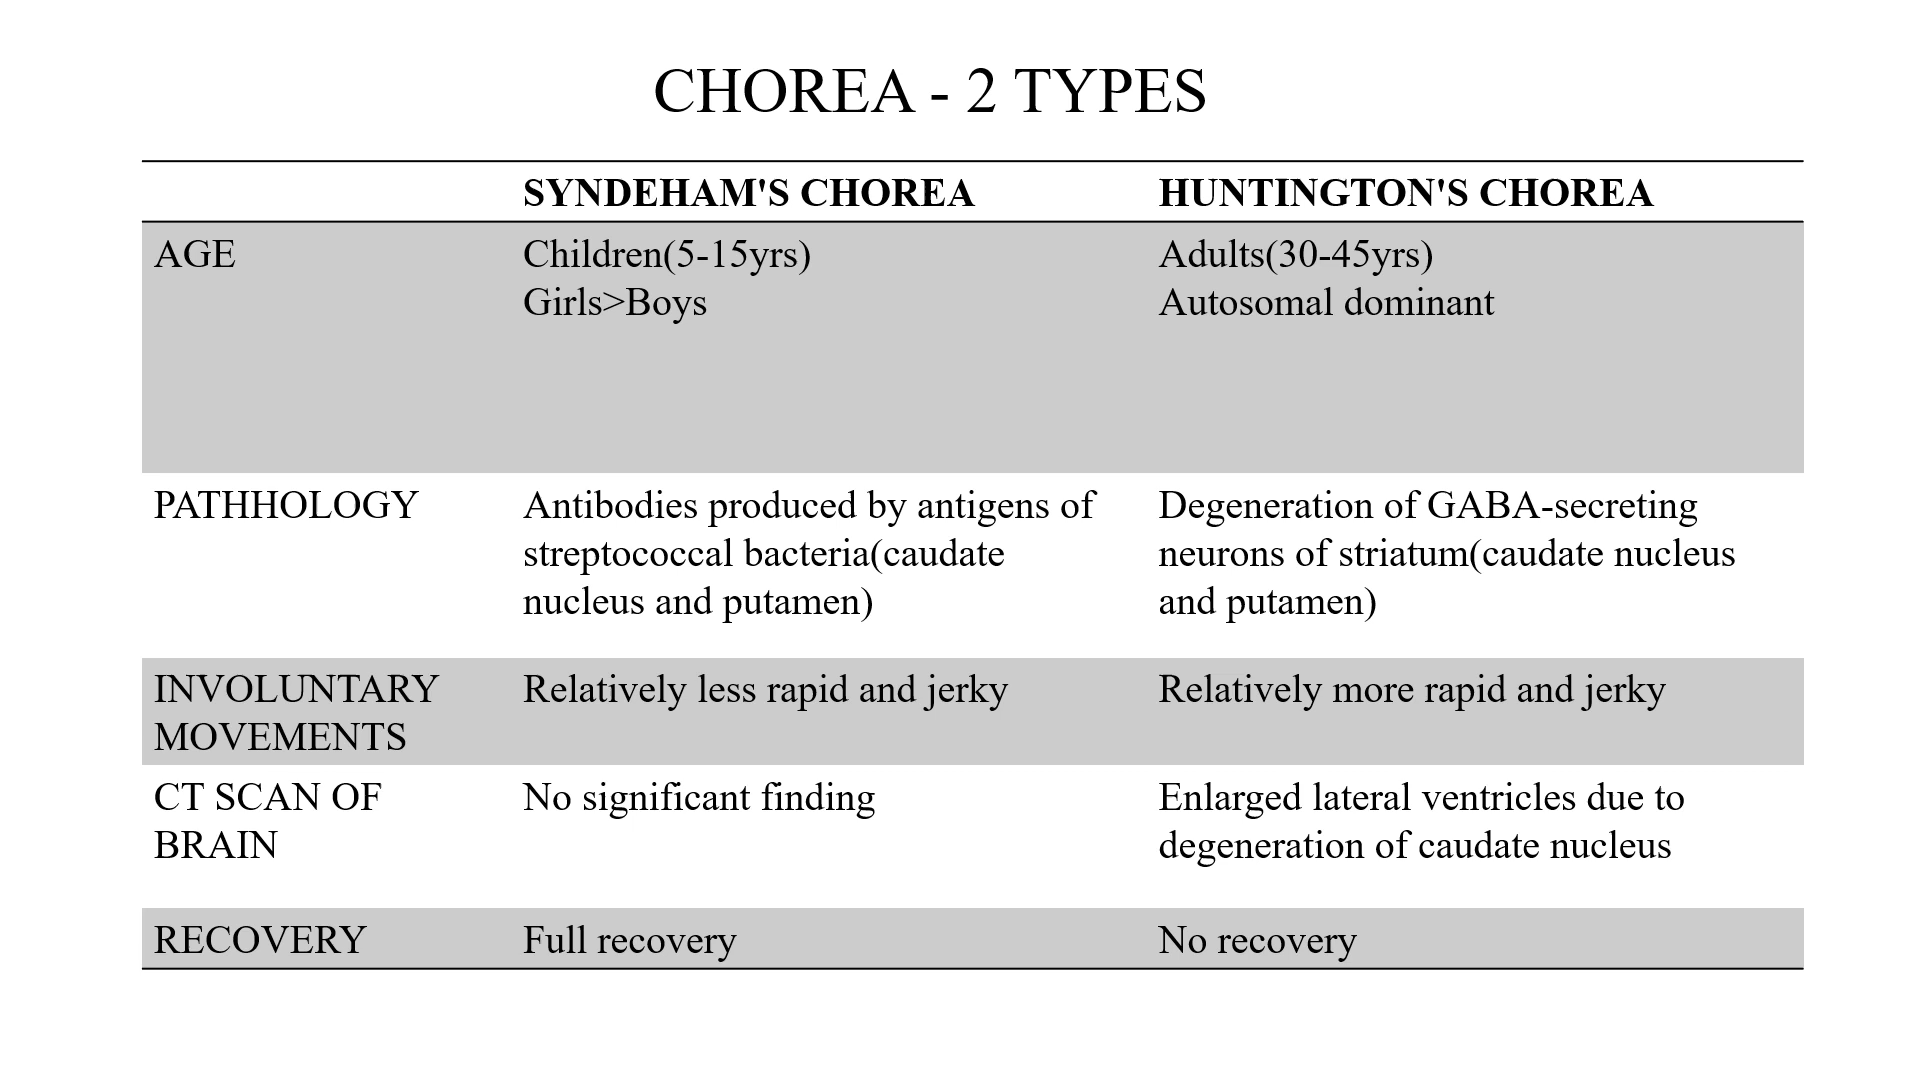 CHOREA - 2 TYPES
SYNDEHAM'S CHOREA HUNTINGTON'S CHOREA
AGE Children(5-15yrs) Adults(30-45yrs)
Girls>Boys Autosomal dominant
PATHHOLOGY Antibodies produced by antigens of Degeneration of GABA-secreting
streptococcal bacteria(caudate neurons of striatum(caudate nucleus
nucleus and putamen) and putamen)
INVOLUNTARY Relatively less rapid and jerky Relatively more rapid and jerky
MOVEMENTS
CT SCAN OF No significant finding Enlarged lateral ventricles due to
BRAIN degeneration of caudate nucleus
RECOVERY Full recovery No recovery